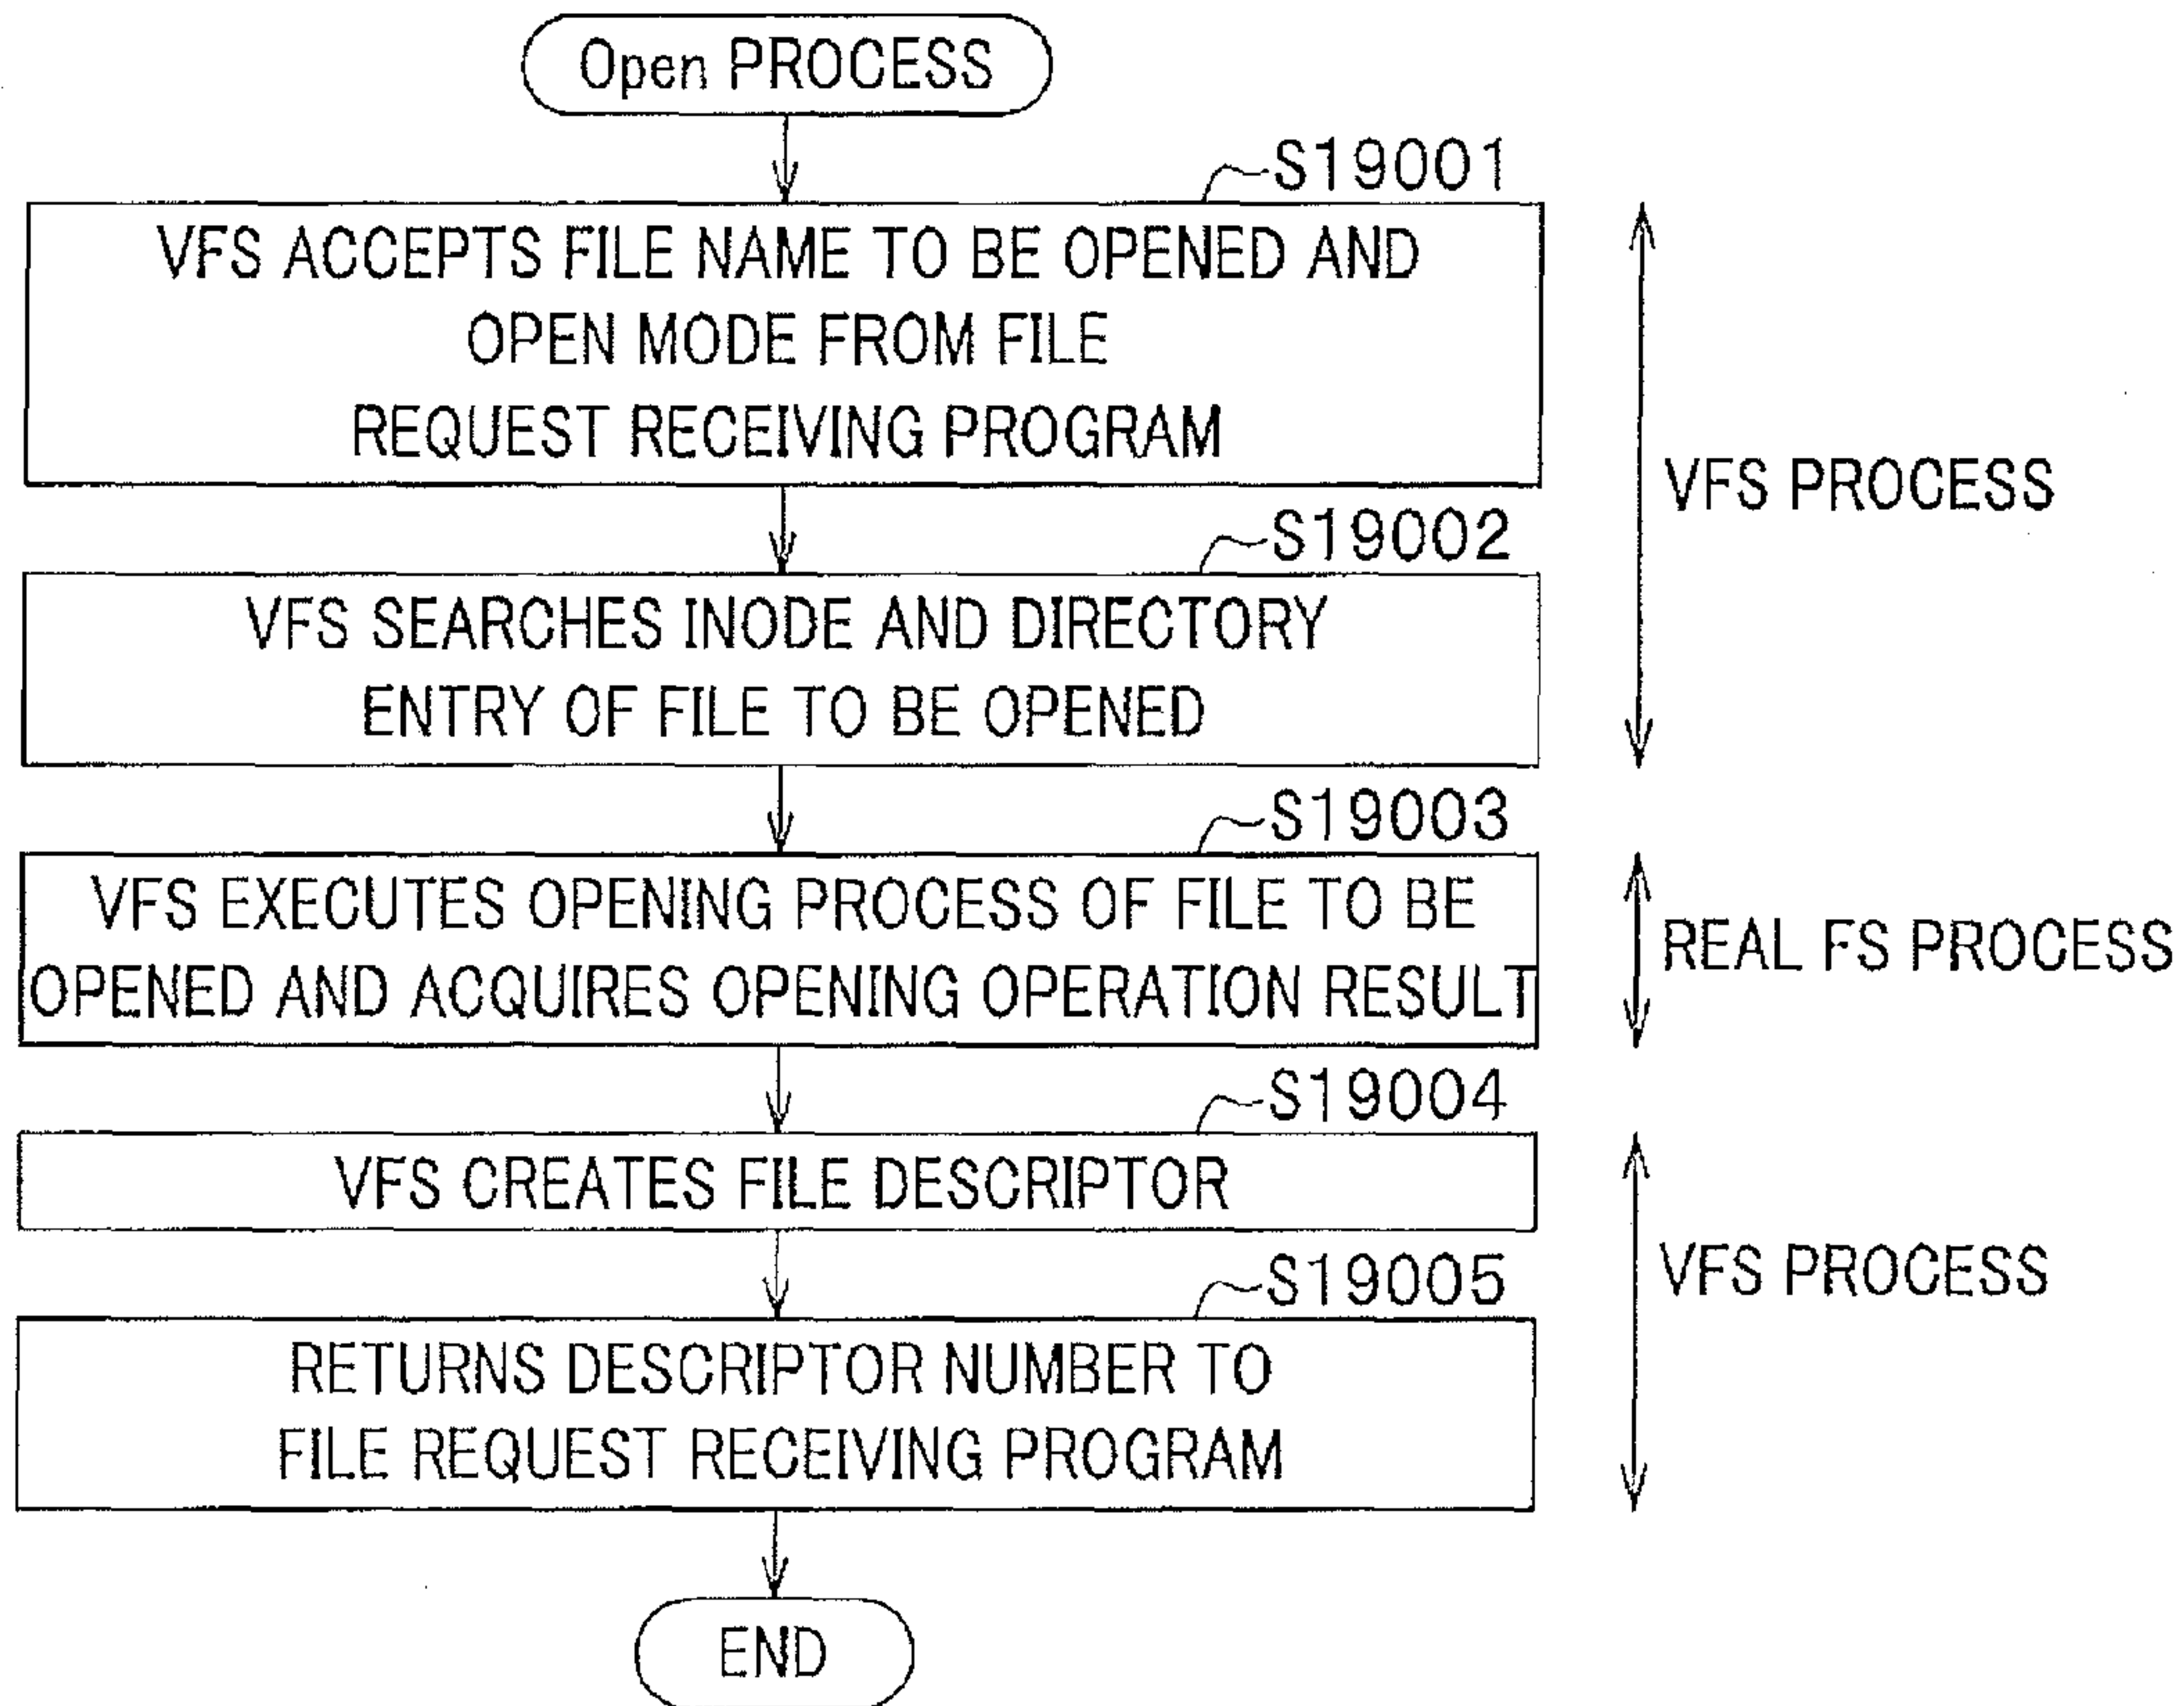 Open PROCESS
S19001
VFS ACCEPTS FILE NAME TO BE OPENED AND
OPEN MODE FROM FILE
REQUEST RECEIVING PROGRAM
VFS PROCESS
S19002
VFS SEARCHES INODE AND DIRECTORY
ENTRY OF FILE TO BE OPENED
S19003
VFS EXECUTES OPENING PROCESS OF FILE TO BE
OPENED AND ACQUIRES OPENING OPERATION RESULT
REAL FS PROCESS
S19004
VFS CREATES FILE DESCRIPTOR
VFS PROCESS
S19005
RETURNS DESCRIPTOR NUMBER TO
FILE REQUEST RECEIVING PROGRAM
END